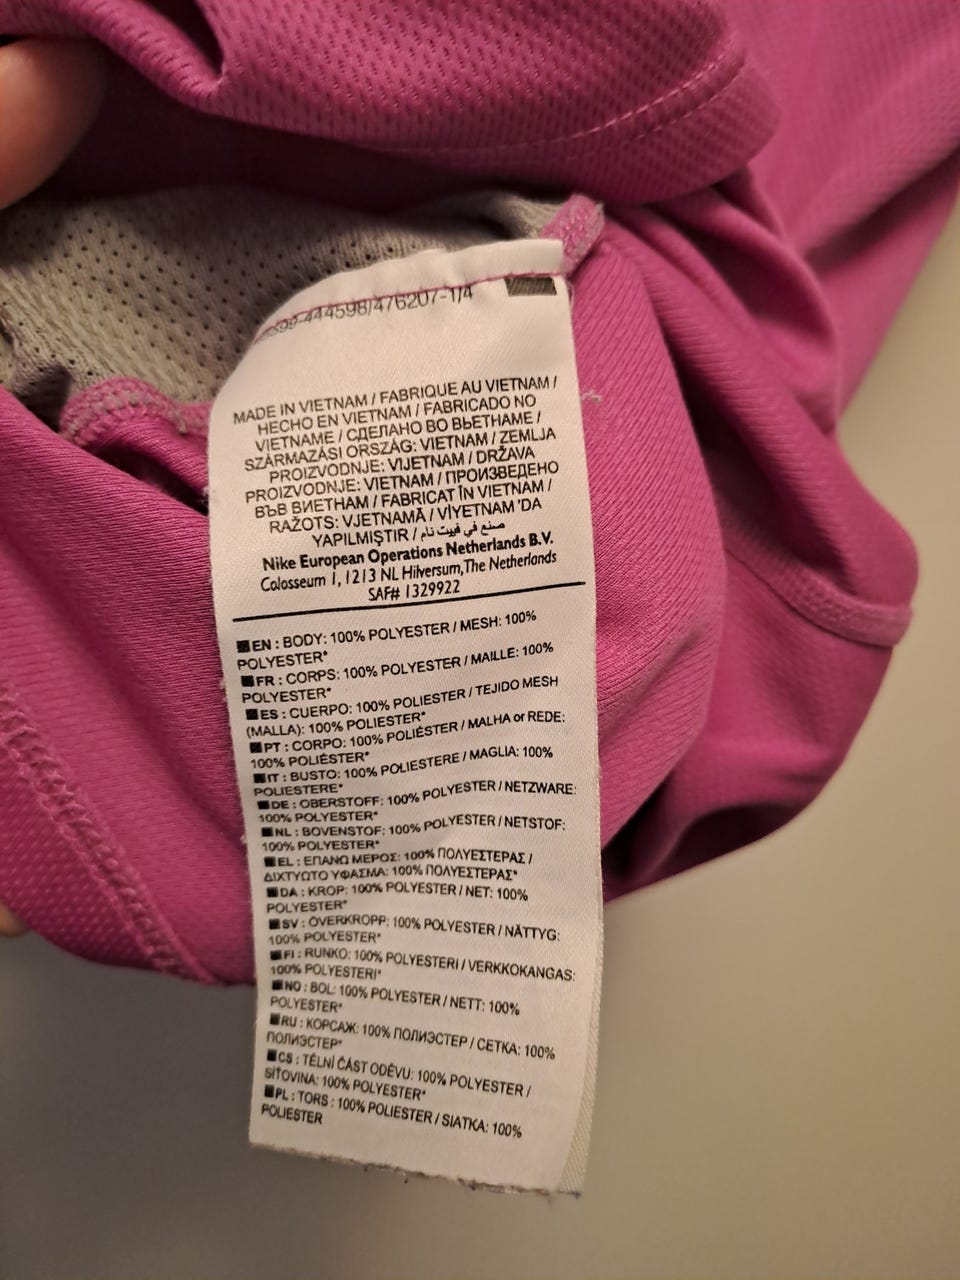 444598/476207-1/4
MADE IN VIETNAM / FABRIQUE AU VIETNAM /
HECHO EN VIETNAM / FABRICADO NO
VIETNAME / СДЕЛАНО ВО ВЬЕТНАМЕ /
SZÁRMAZÁSI ORSZÁG: VIETNAM / ZEMLJA
PROIZVODNJE: VIJETNAM / DRŽAVA
PROIZVODNJE: VIETNAM / ПРОИЗВЕДЕНО
ВЪВ ВИЕТНАМ / FABRICAT ÎN VIETNAM /
RAŽOTS: VJETNAMĀ / VİYETNAM 'DA
YAPILMIŞTIR / صنع في فييت نام
Nike European Operations Netherlands B.V.
Colosseum 1, 1213 NL Hilversum, The Netherlands
SAF# 1329922
EN : BODY: 100% POLYESTER / MESH: 100%
POLYESTER*
FR : CORPS: 100% POLYESTER / MAILLE: 100%
POLYESTER*
ES : CUERPO: 100% POLIESTER / TEJIDO MESH
(MALLA): 100% POLIESTER*
PT : CORPO: 100% POLIÉSTER / MALHA or REDE:
100% POLIÉSTER*
IT : BUSTO: 100% POLIESTERE / MAGLIA: 100%
POLIESTERE*
DE : OBERSTOFF: 100% POLYESTER / NETZWARE:
100% POLYESTER*
NL : BOVENSTOF: 100% POLYESTER / NETSTOF:
100% POLYESTER*
EL : ΕΠΑΝΩ ΜΕΡΟΣ: 100% ΠΟΛΥΕΣΤΕΡΑΣ /
ΔΙΧΤΥΩΤΟ ΥΦΑΣΜΑ: 100% ΠΟΛΥΕΣΤΕΡΑΣ*
DA : KROP: 100% POLYESTER / NET: 100%
POLYESTER*
SV : ÖVERKROPP: 100% POLYESTER / NÄTTYG:
100% POLYESTER*
FI : RUNKO: 100% POLYESTERI / VERKKOKANGAS:
100% POLYESTERI*
NO : BOL: 100% POLYESTER / NETT: 100%
POLYESTER*
RU : КОРСАЖ: 100% ПОЛИЭСТЕР / СЕТКА: 100%
ПОЛИЭСТЕР*
CS : TĚLNÍ ČÁST ODĚVU: 100% POLYESTER /
SÍŤOVINA: 100% POLYESTER*
PL : TORS : 100% POLIESTER / SIATKA: 100%
POLIESTER